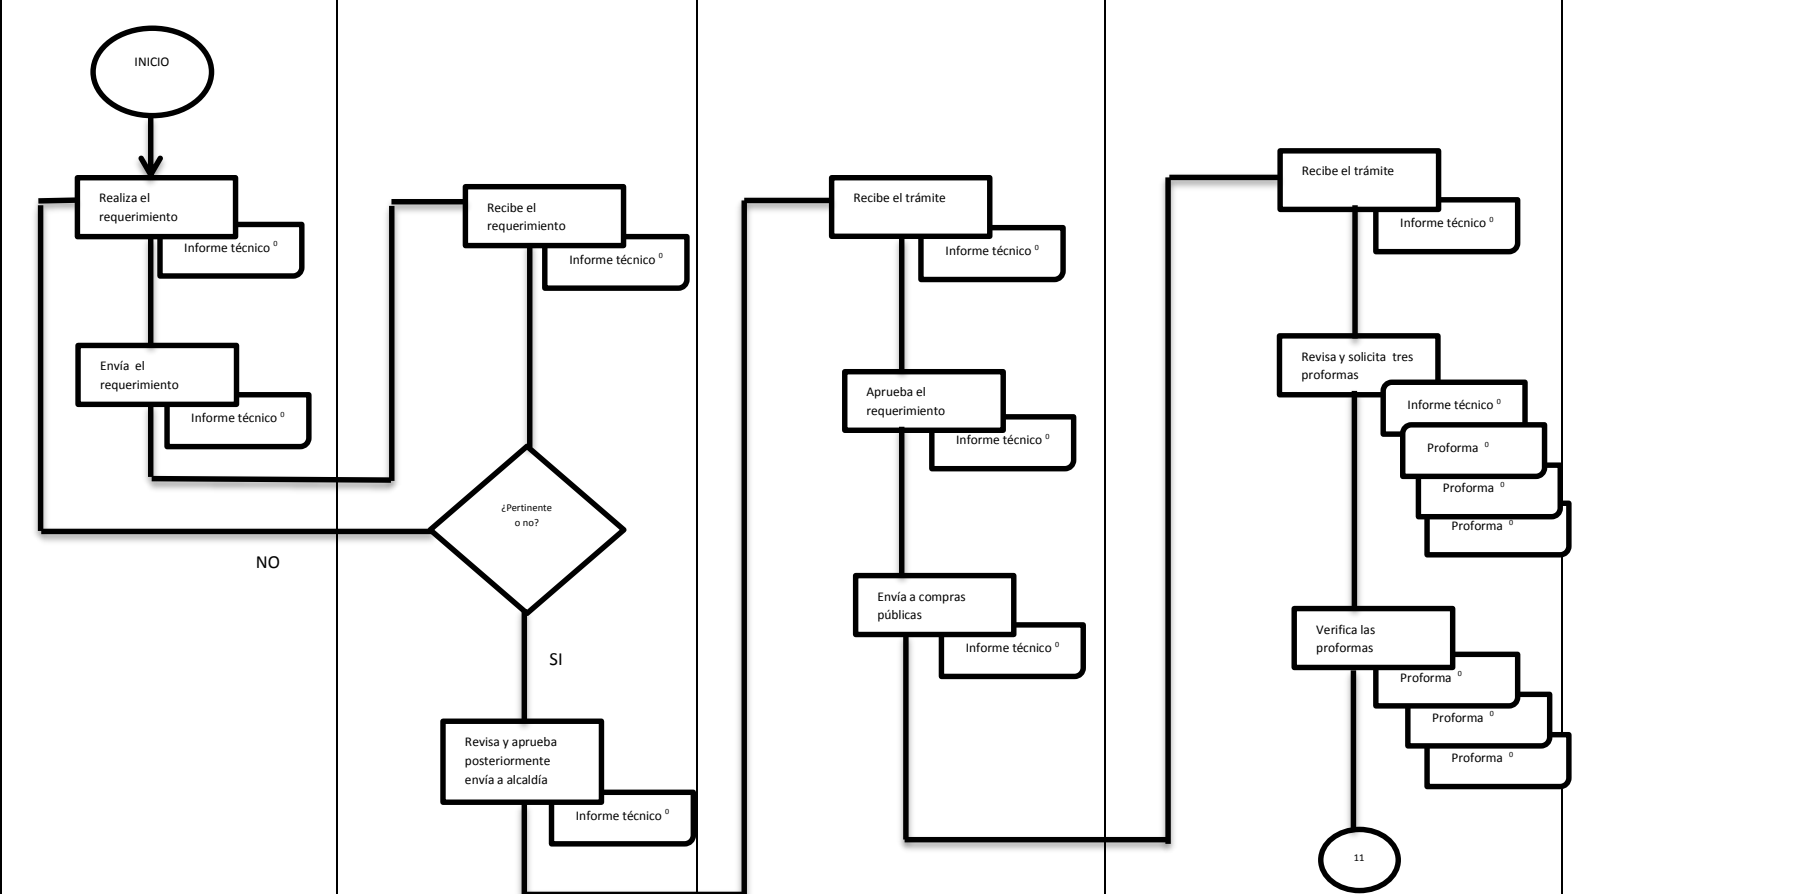 INICIO
Realiza el
requerimiento
Informe técnico 0
Envía el
requerimiento
Informe técnico 0
NO
Recibe el
requerimiento
Informe técnico 0
¿Pertinente
o no?
SI
Revisa y aprueba
posteriormente
envía a alcaldía
Informe técnico 0
Recibe el trámite
Informe técnico 0
Aprueba el
requerimiento
Informe técnico 0
Envía a compras
públicas
Informe técnico 0
Recibe el trámite
Informe técnico 0
Revisa y solicita tres
proformas
Informe técnico 0
Proforma 0
Proforma 0
Proforma 0
Verifica las
proformas
Proforma 0
Proforma 0
Proforma 0
11